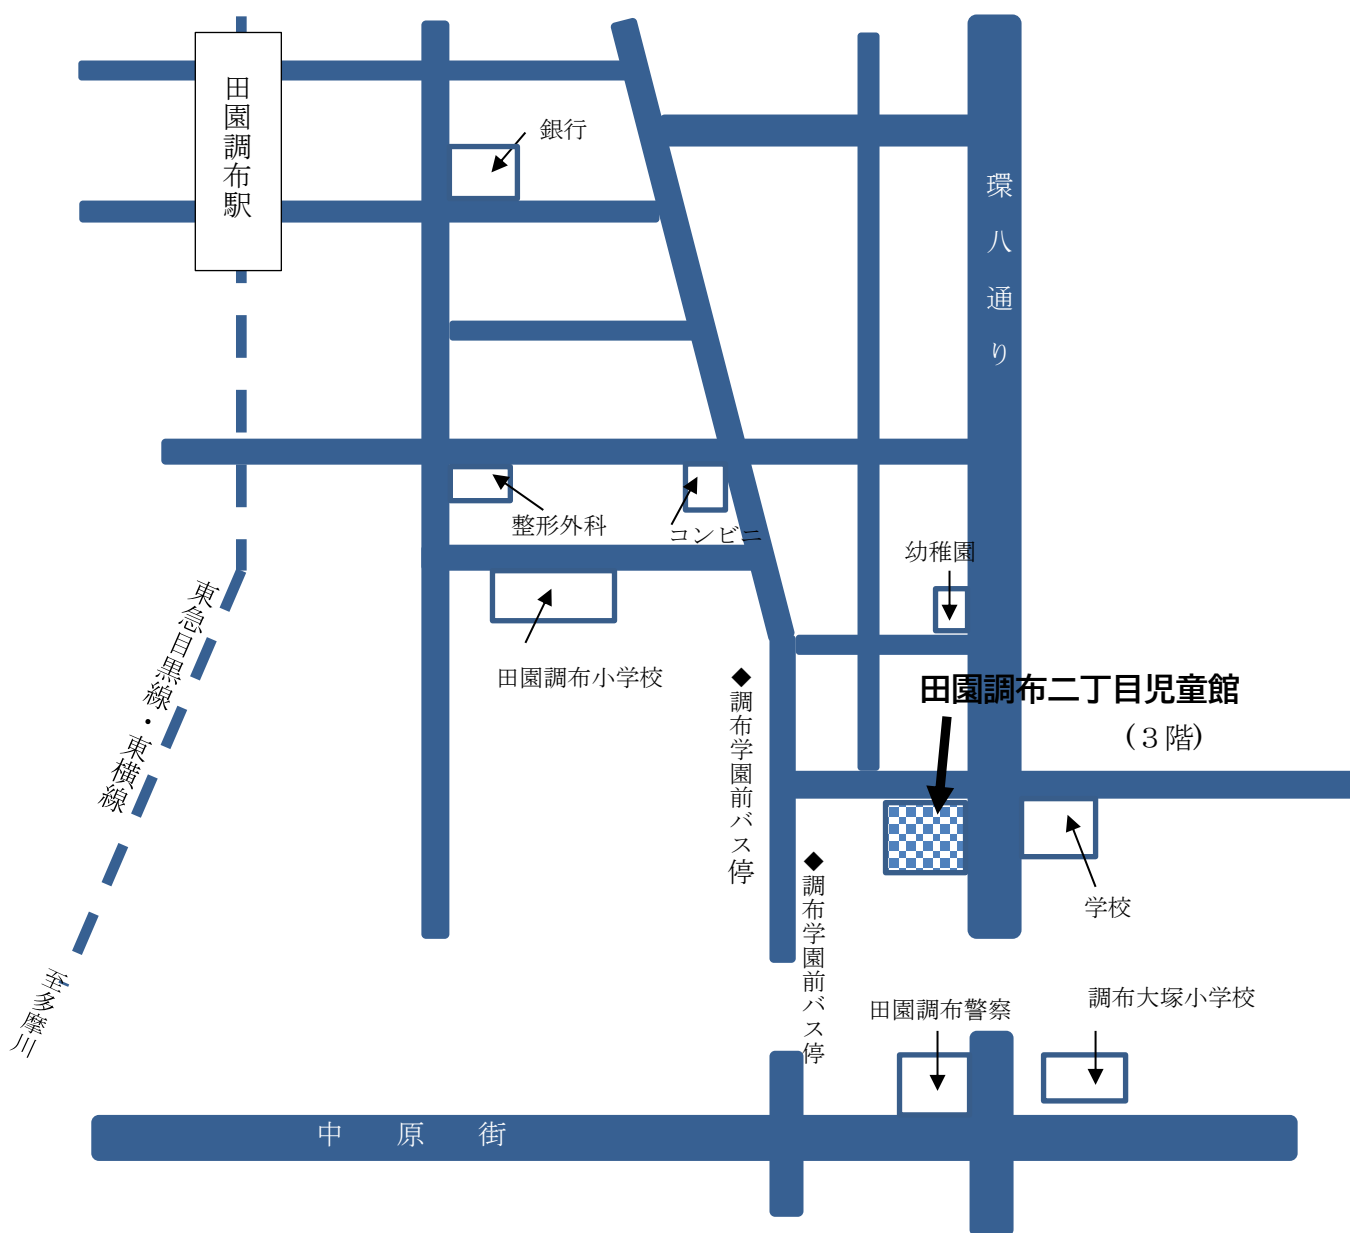 田園調布駅
銀行
環八通り
整形外科
コンビニ
幼稚園
東急目黒線・東横線
田園調布小学校
◆調布学園前バス停
田園調布二丁目児童館
(３階)
◆調布学園前バス停
学校
至多摩川
田園調布警察
調布大塚小学校
中原街